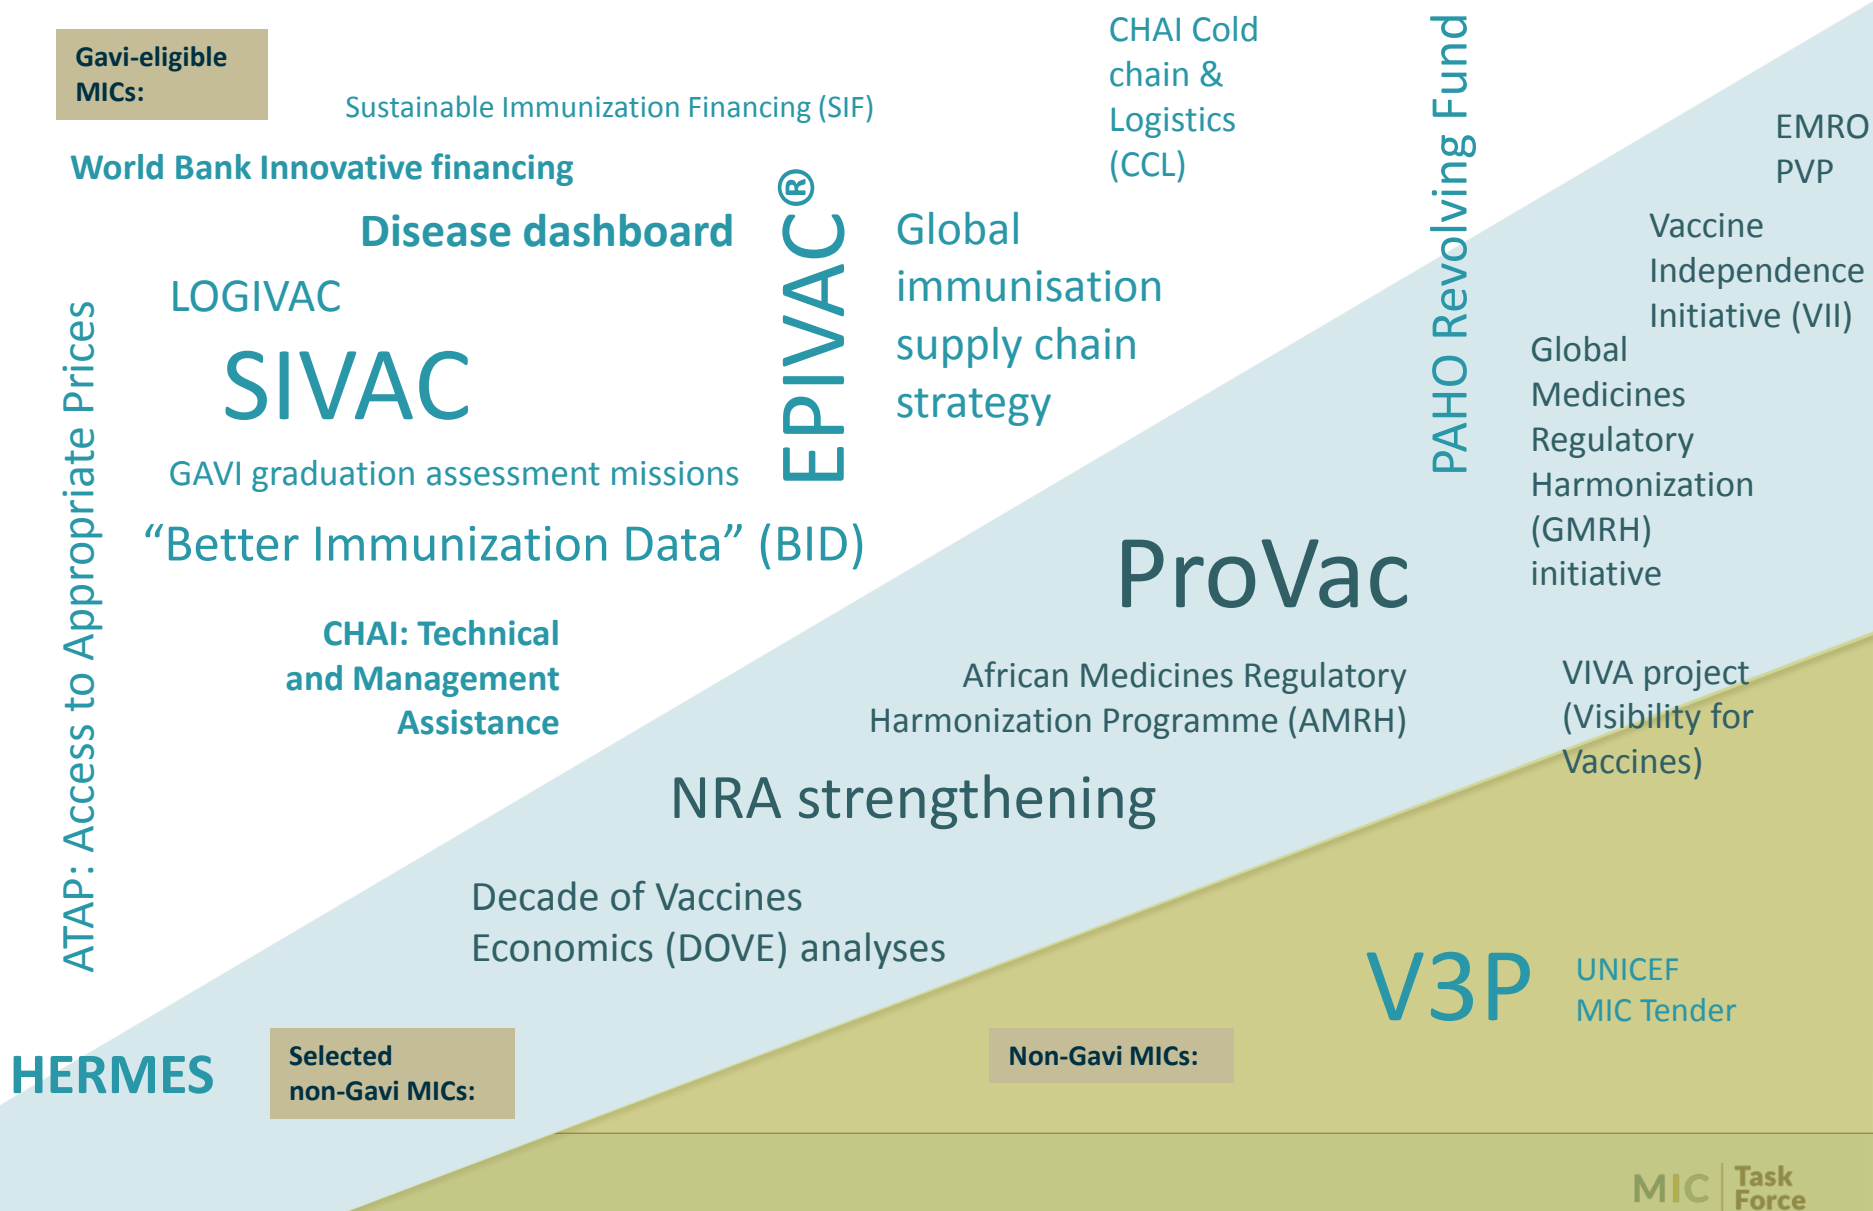 Gavi-eligible
MICs:
Sustainable Immunization Financing (SIF)
World Bank Innovative financing
Disease dashboard
LOGIVAC
SIVAC
GAVI graduation assessment missions
“Better Immunization Data” (BID)
CHAI: Technical
and Management
Assistance
ATAP: Access to Appropriate Prices
HERMES
EPIVAC®
Global
immunisation
supply chain
strategy
CHAI Cold
chain &
Logistics
(CCL)
PAHO Revolving Fund
EMRO
PVP
Vaccine
Independence
Initiative (VII)
Global
Medicines
Regulatory
Harmonization
(GMRH)
initiative
ProVac
African Medicines Regulatory
Harmonization Programme (AMRH)
NRA strengthening
Decade of Vaccines
Economics (DOVE) analyses
VIVA project
(Visibility for
Vaccines)
Selected
non-Gavi MICs:
Non-Gavi MICs:
V3P
UNICEF
MIC Tender
MIC
Task
Force